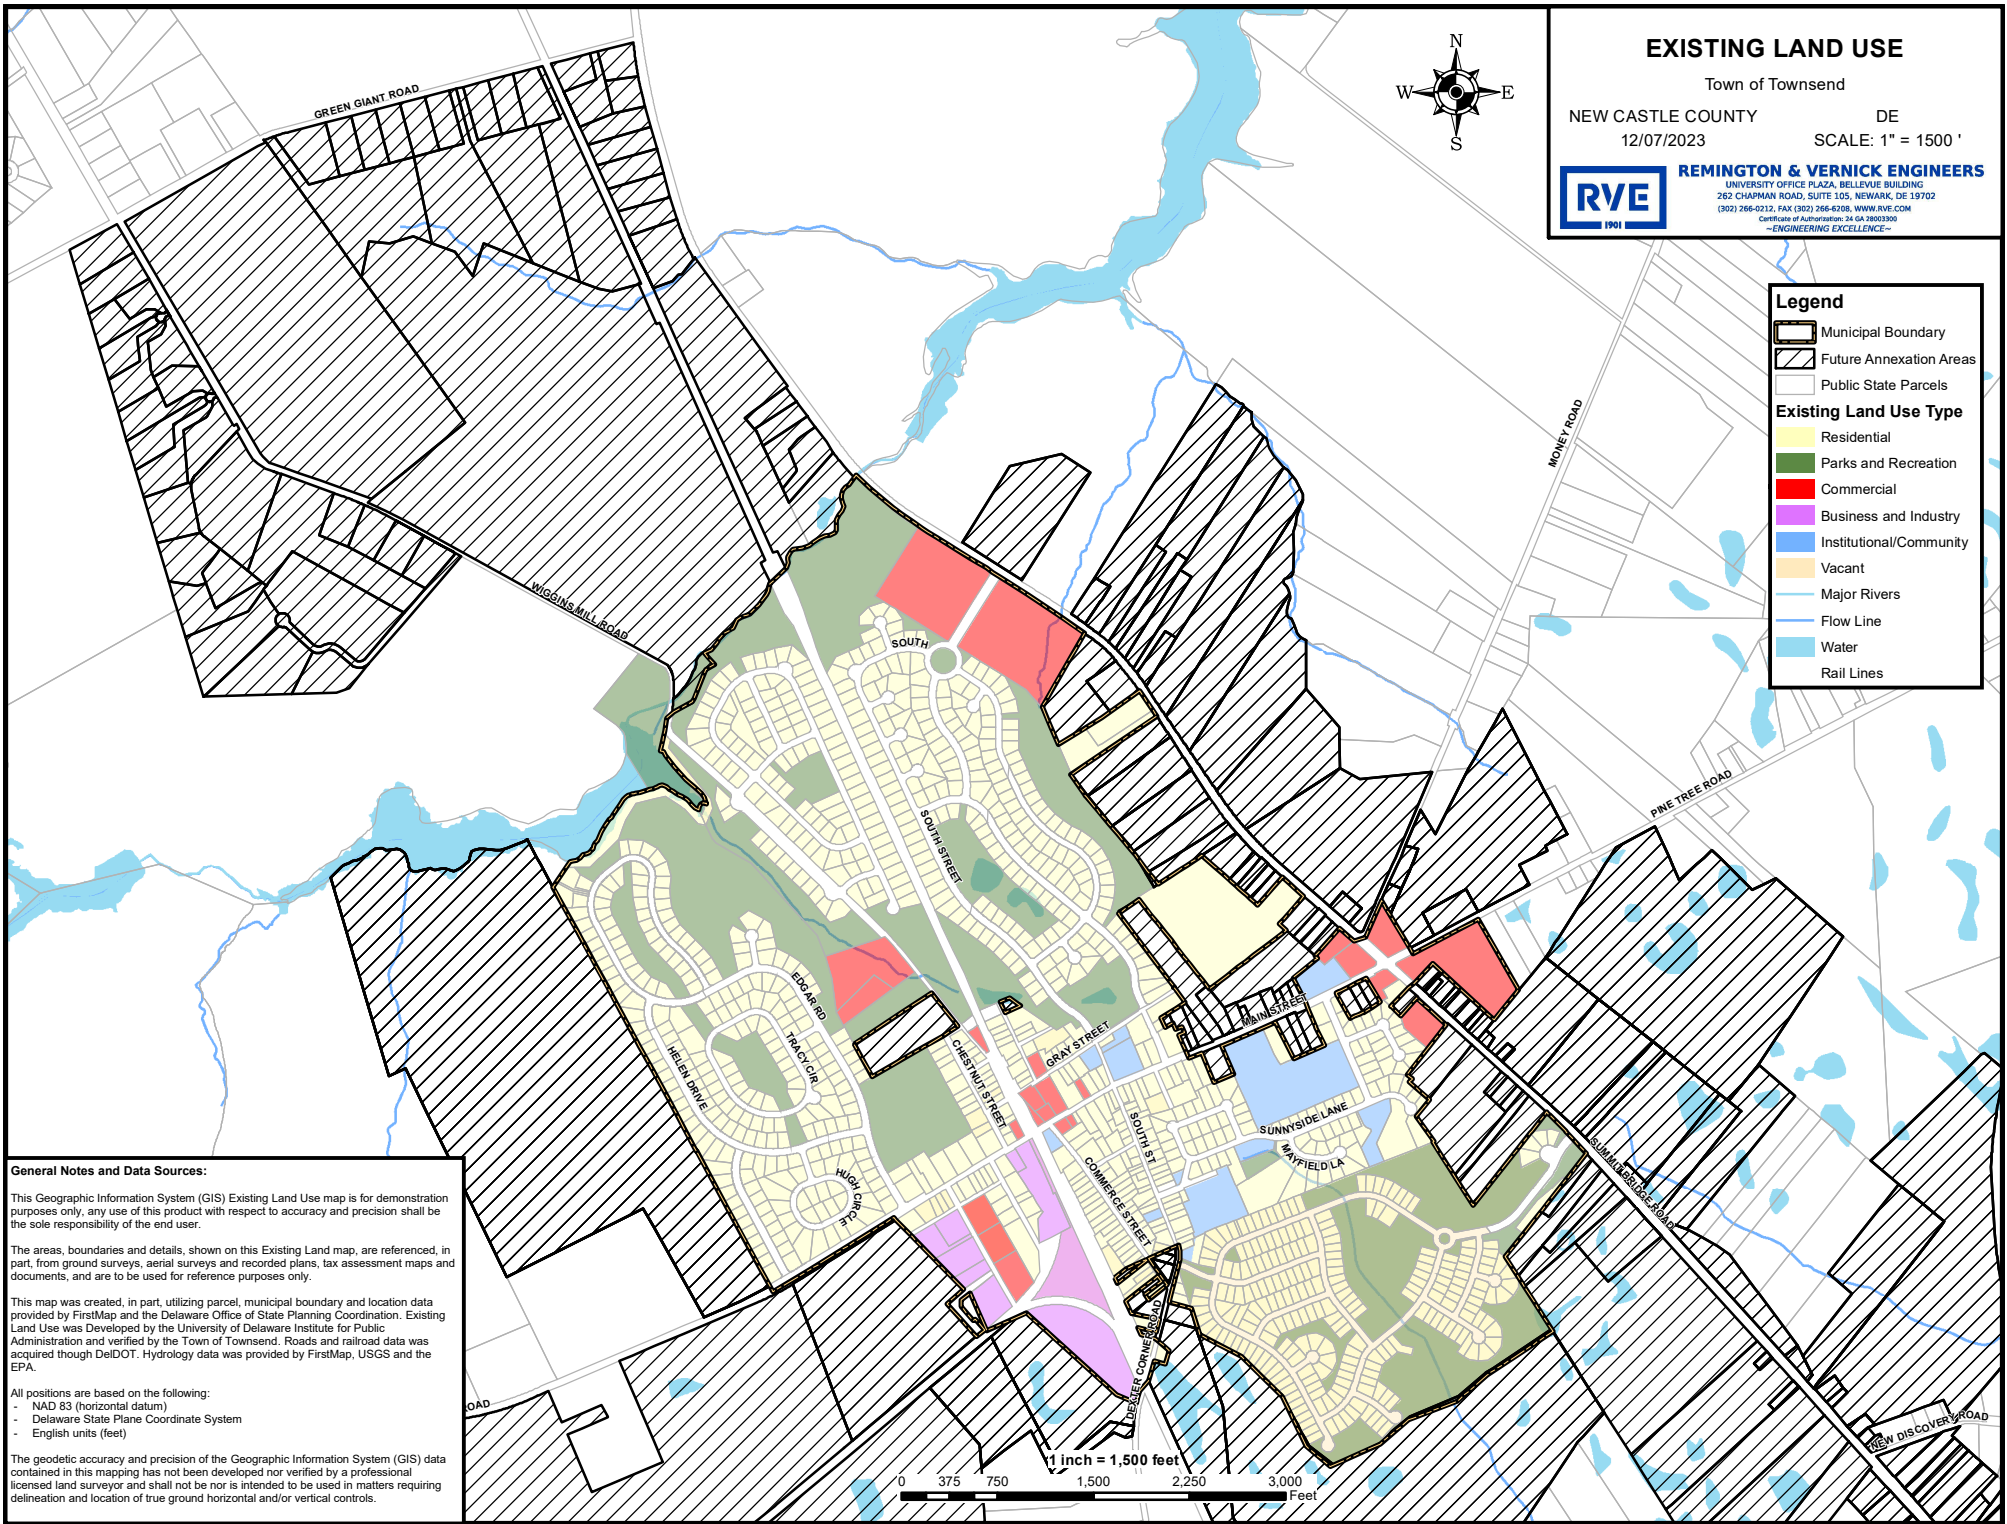 EXISTING LAND USE
Town of Townsend
NEW CASTLE COUNTY DE
12/07/2023 SCALE: 1" = 1500 '
RVE
1901
REMINGTON & VERNICK ENGINEERS
UNIVERSITY OFFICE PLAZA, BELLEVUE BUILDING
262 CHAPMAN ROAD, SUITE 105, NEWARK, DE 19702
(302) 266-0212, FAX (302) 266-6208, WWW.RVE.COM
Certificate of Authorization: 24 GA 28003300
~ENGINEERING EXCELLENCE~
N
W E
S
Legend
Municipal Boundary
Future Annexation Areas
Public State Parcels
Existing Land Use Type
Residential
Parks and Recreation
Commercial
Business and Industry
Institutional/Community
Vacant
Major Rivers
Flow Line
Water
Rail Lines
GREEN GIANT ROAD
WIGGINS MILL ROAD
MONEY ROAD
PINE TREE ROAD
SOUTH
SOUTH STREET
EDGAR RD
TRACY CIR
HELEN DRIVE
HUGH CIRCLE
CHESTNUT STREET
GRAY STREET
MAIN STREET
SOUTH ST
SUNNYSIDE LANE
MAYFIELD LA
COMMERCE STREET
SUMMIT BRIDGE ROAD
DEXTER CORNER ROAD
NEW DISCOVERY ROAD
OAD
General Notes and Data Sources:
This Geographic Information System (GIS) Existing Land Use map is for demonstration
purposes only, any use of this product with respect to accuracy and precision shall be
the sole responsibility of the end user.
The areas, boundaries and details, shown on this Existing Land map, are referenced, in
part, from ground surveys, aerial surveys and recorded plans, tax assessment maps and
documents, and are to be used for reference purposes only.
This map was created, in part, utilizing parcel, municipal boundary and location data
provided by FirstMap and the Delaware Office of State Planning Coordination. Existing
Land Use was Developed by the University of Delaware Institute for Public
Administration and verified by the Town of Townsend. Roads and railroad data was
acquired though DelDOT. Hydrology data was provided by FirstMap, USGS and the
EPA.
All positions are based on the following:
- NAD 83 (horizontal datum)
- Delaware State Plane Coordinate System
- English units (feet)
The geodetic accuracy and precision of the Geographic Information System (GIS) data
contained in this mapping has not been developed nor verified by a professional
licensed land surveyor and shall not be nor is intended to be used in matters requiring
delineation and location of true ground horizontal and/or vertical controls.
1 inch = 1,500 feet
0 375 750 1,500 2,250 3,000
Feet